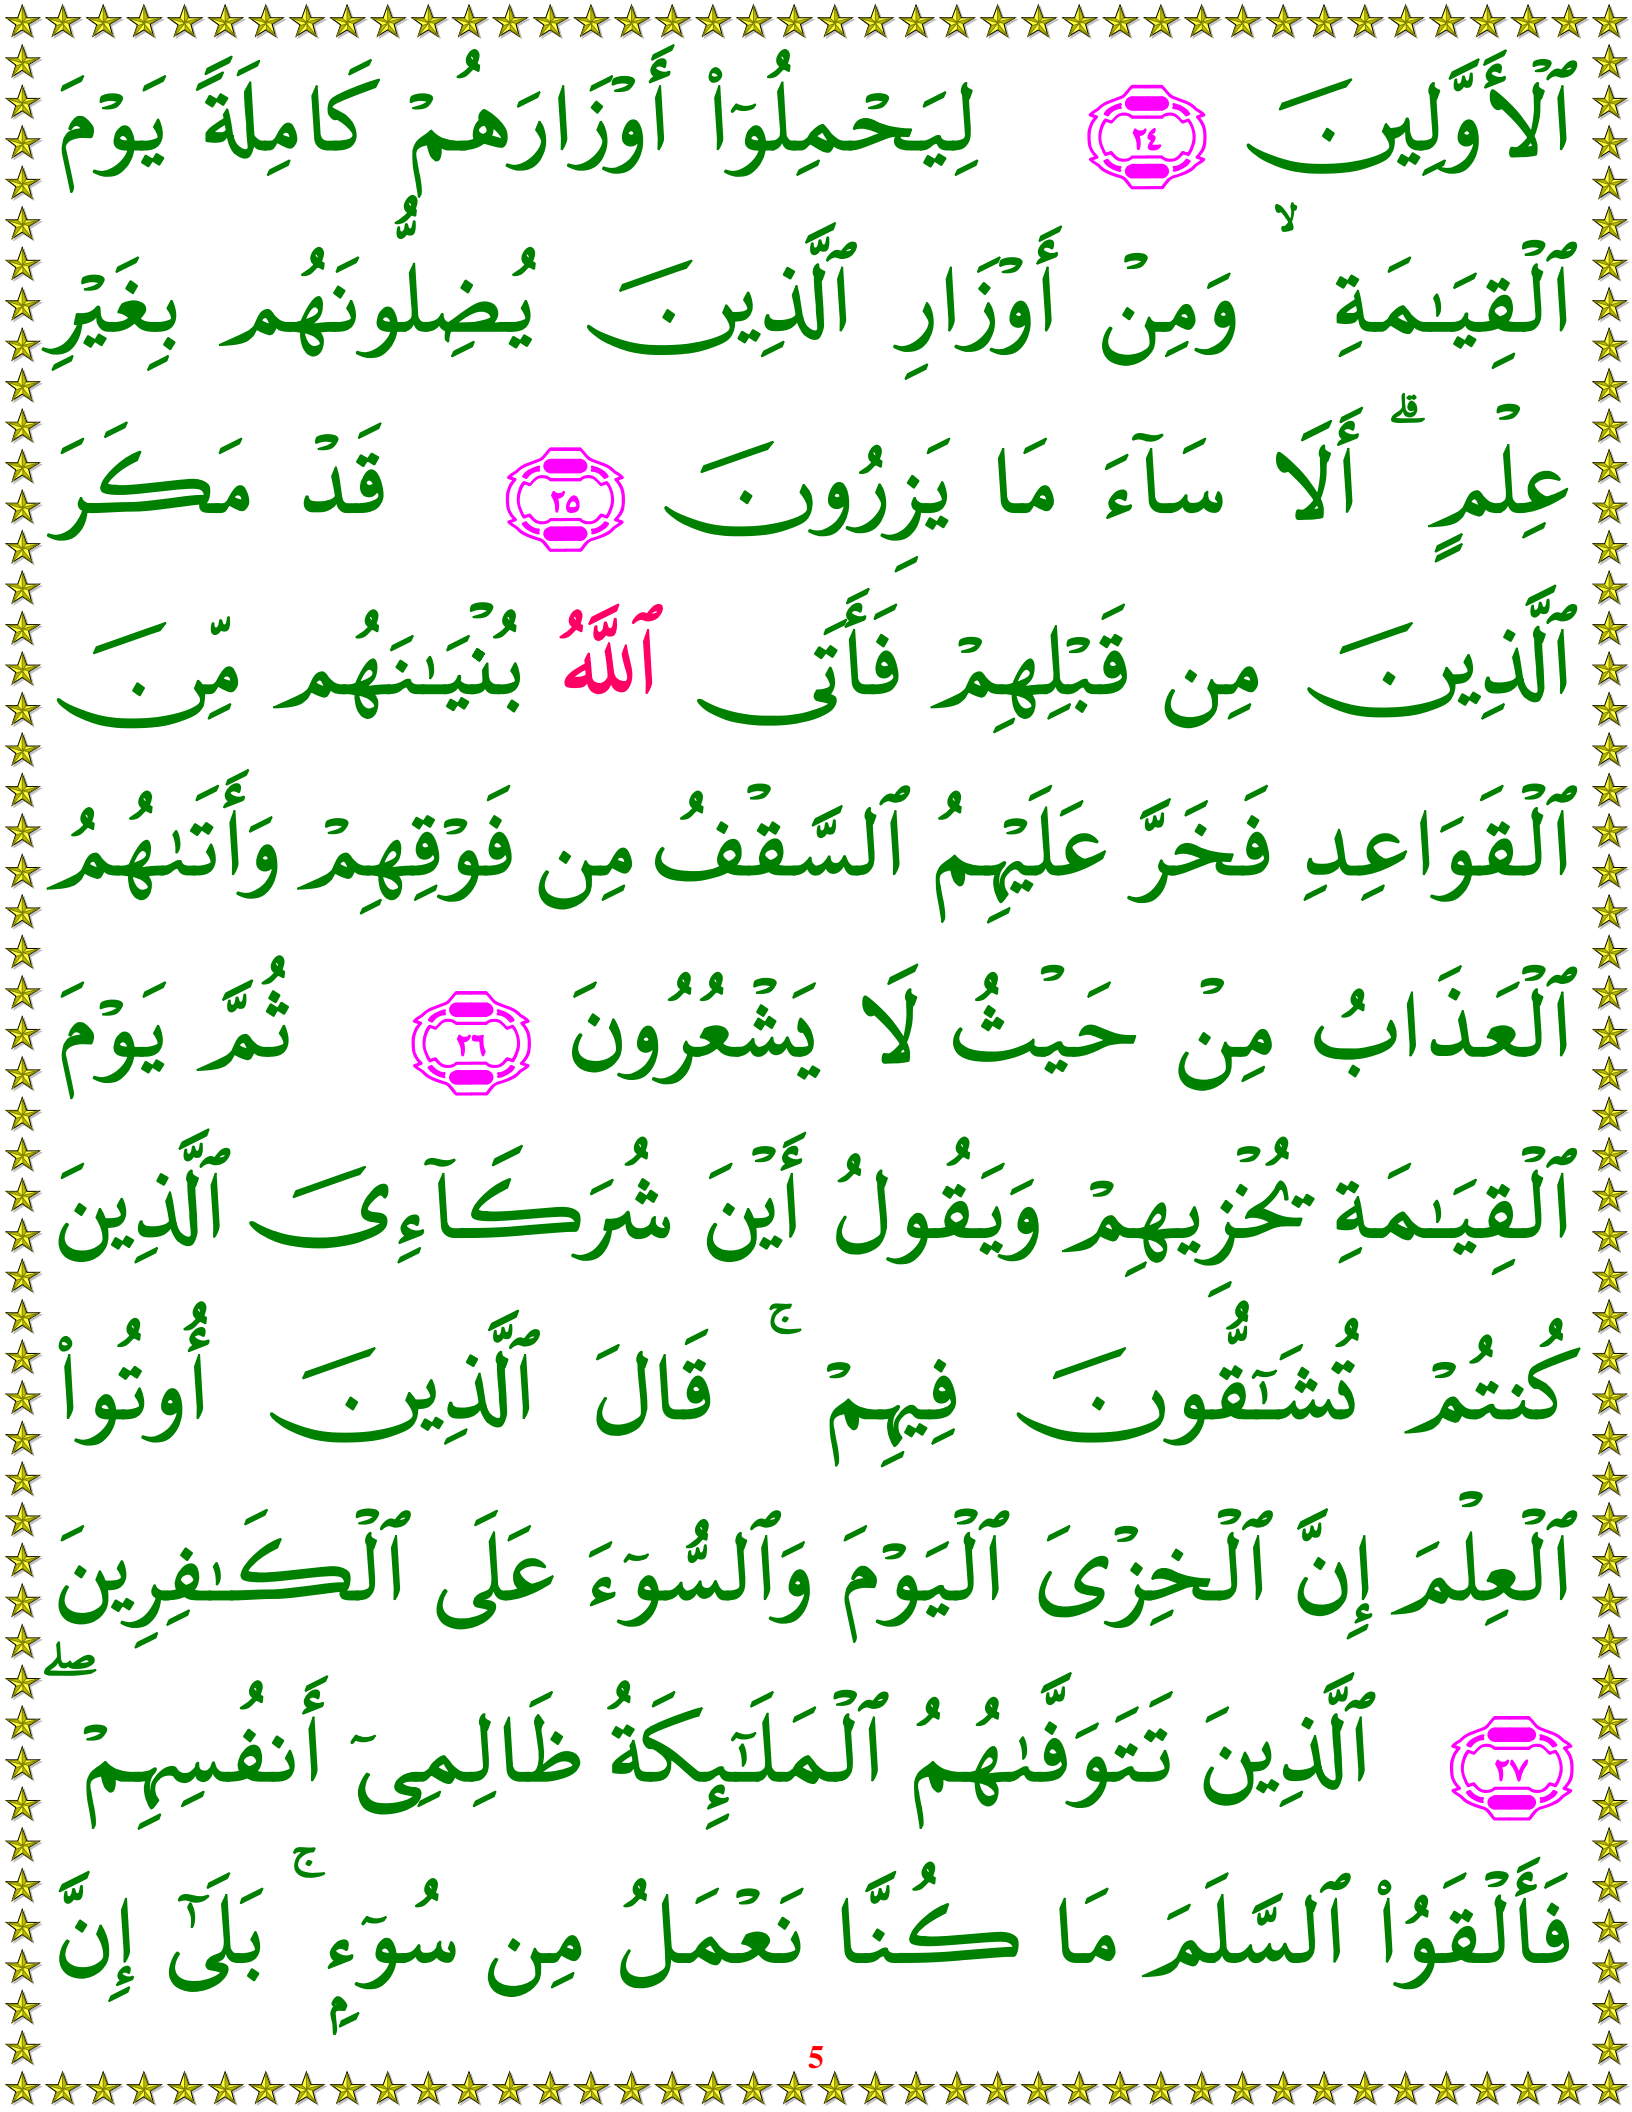 ٱلۡأَوَّلِينَ ٢٤ لِيَحۡمِلُوٓاْ أَوۡزَارَهُمۡ كَامِلَةً يَوۡمَ
ٱلۡقِيَـٰمَةِ ۙ وَمِنۡ أَوۡزَارِ ٱلَّذِينَ يُضِلُّونَهُم بِغَيۡرِ
عِلۡمٍ ۗ أَلَا سَآءَ مَا يَزِرُونَ ٢٥ قَدۡ مَكَرَ
ٱلَّذِينَ مِن قَبۡلِهِمۡ فَأَتَى ٱللَّهُ بُنۡيَـٰنَهُم مِّنَ
ٱلۡقَوَاعِدِ فَخَرَّ عَلَيۡہِمُ ٱلسَّقۡفُ مِن فَوۡقِهِمۡ وَأَتَٮٰهُمُ
ٱلۡعَذَابُ مِنۡ حَيۡثُ لَا يَشۡعُرُونَ ٢٦ ثُمَّ يَوۡمَ
ٱلۡقِيَـٰمَةِ تُخۡزِيهِمۡ وَيَقُولُ أَيۡنَ شُرَكَآءِىَ ٱلَّذِينَ
كُنتُمۡ تُشَـٰٓقُّونَ فِيہِمۡ ۚ قَالَ ٱلَّذِينَ أُوتُواْ
ٱلۡعِلۡمَ إِنَّ ٱلۡخِزۡىَ ٱلۡيَوۡمَ وَٱلسُّوٓءَ عَلَى ٱلۡڪَـٰفِرِينَ
٢٧ ٱلَّذِينَ تَتَوَفَّٮٰهُمُ ٱلۡمَلَـٰٓٮِٕكَةُ ظَالِمِىٓ أَنفُسِہِمۡ ۖ
فَأَلۡقَوُاْ ٱلسَّلَمَ مَا ڪُنَّا نَعۡمَلُ مِن سُوٓءِۭ ۚ بَلَىٰٓ إِنَّ
5